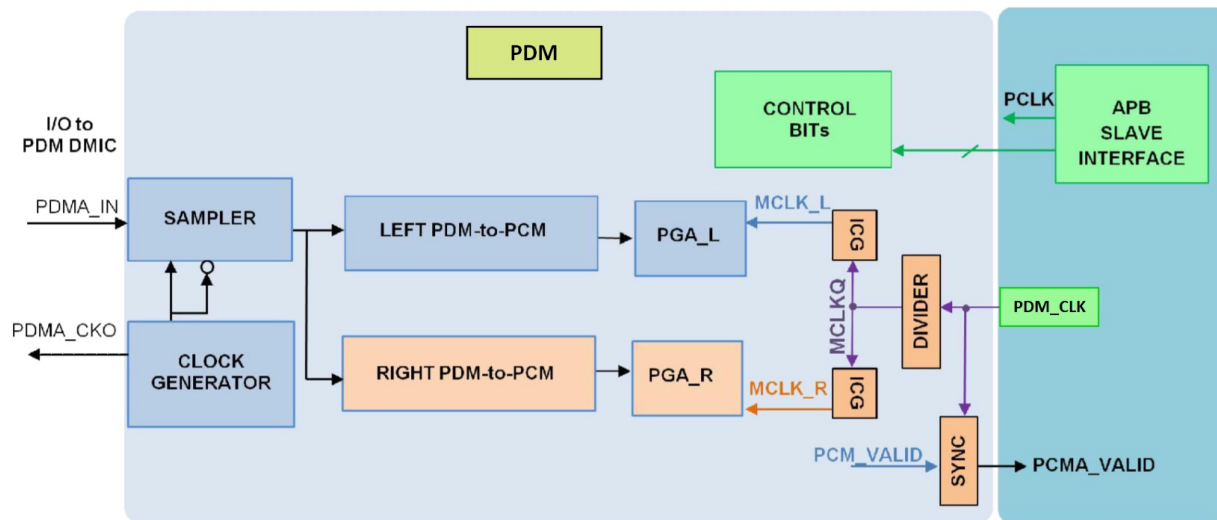 PDM
I/O to
PDM DMIC
PDMA_IN
SAMPLER
LEFT PDM-to-PCM
PGA_L
MCLK_L
ICG
CONTROL
BITs
PCLK
APB
SLAVE
INTERFACE
MCLKQ
DIVIDER
PDM_CLK
PDMA_CKO
CLOCK
GENERATOR
RIGHT PDM-to-PCM
PGA_R
MCLK_R
ICG
PCM_VALID
SYNC
PCMA_VALID